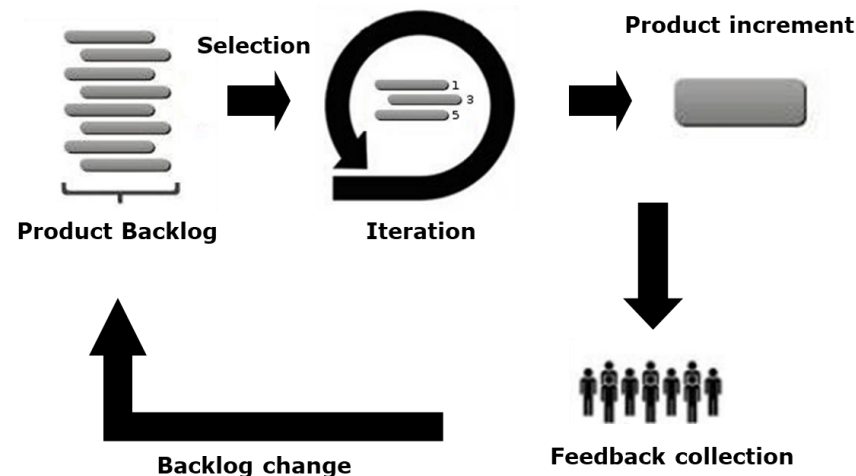 Selection
Product increment
1
3
5
Product Backlog
Iteration
Backlog change
Feedback collection